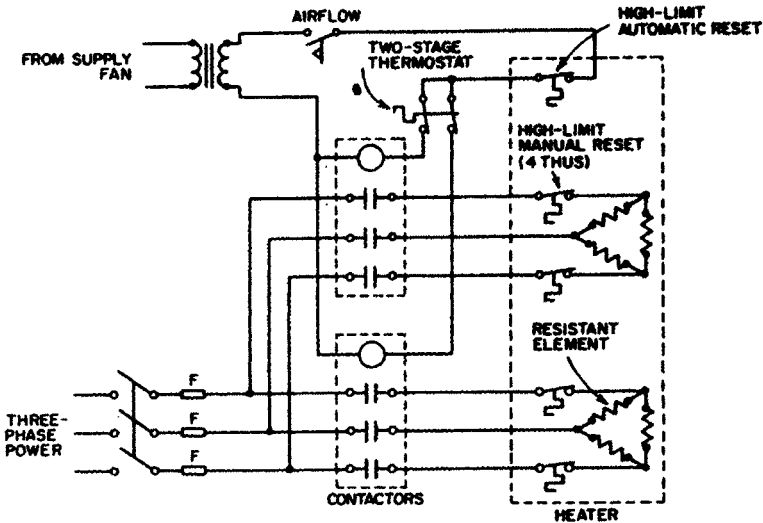 AIRFLOW
HIGH-LIMIT
AUTOMATIC RESET
FROM SUPPLY
FAN
TWO-STAGE
THERMOSTAT
HIGH-LIMIT
MANUAL RESET
(4 THUS)
RESISTANT
ELEMENT
F
F
F
THREE-
PHASE
POWER
CONTACTORS
HEATER